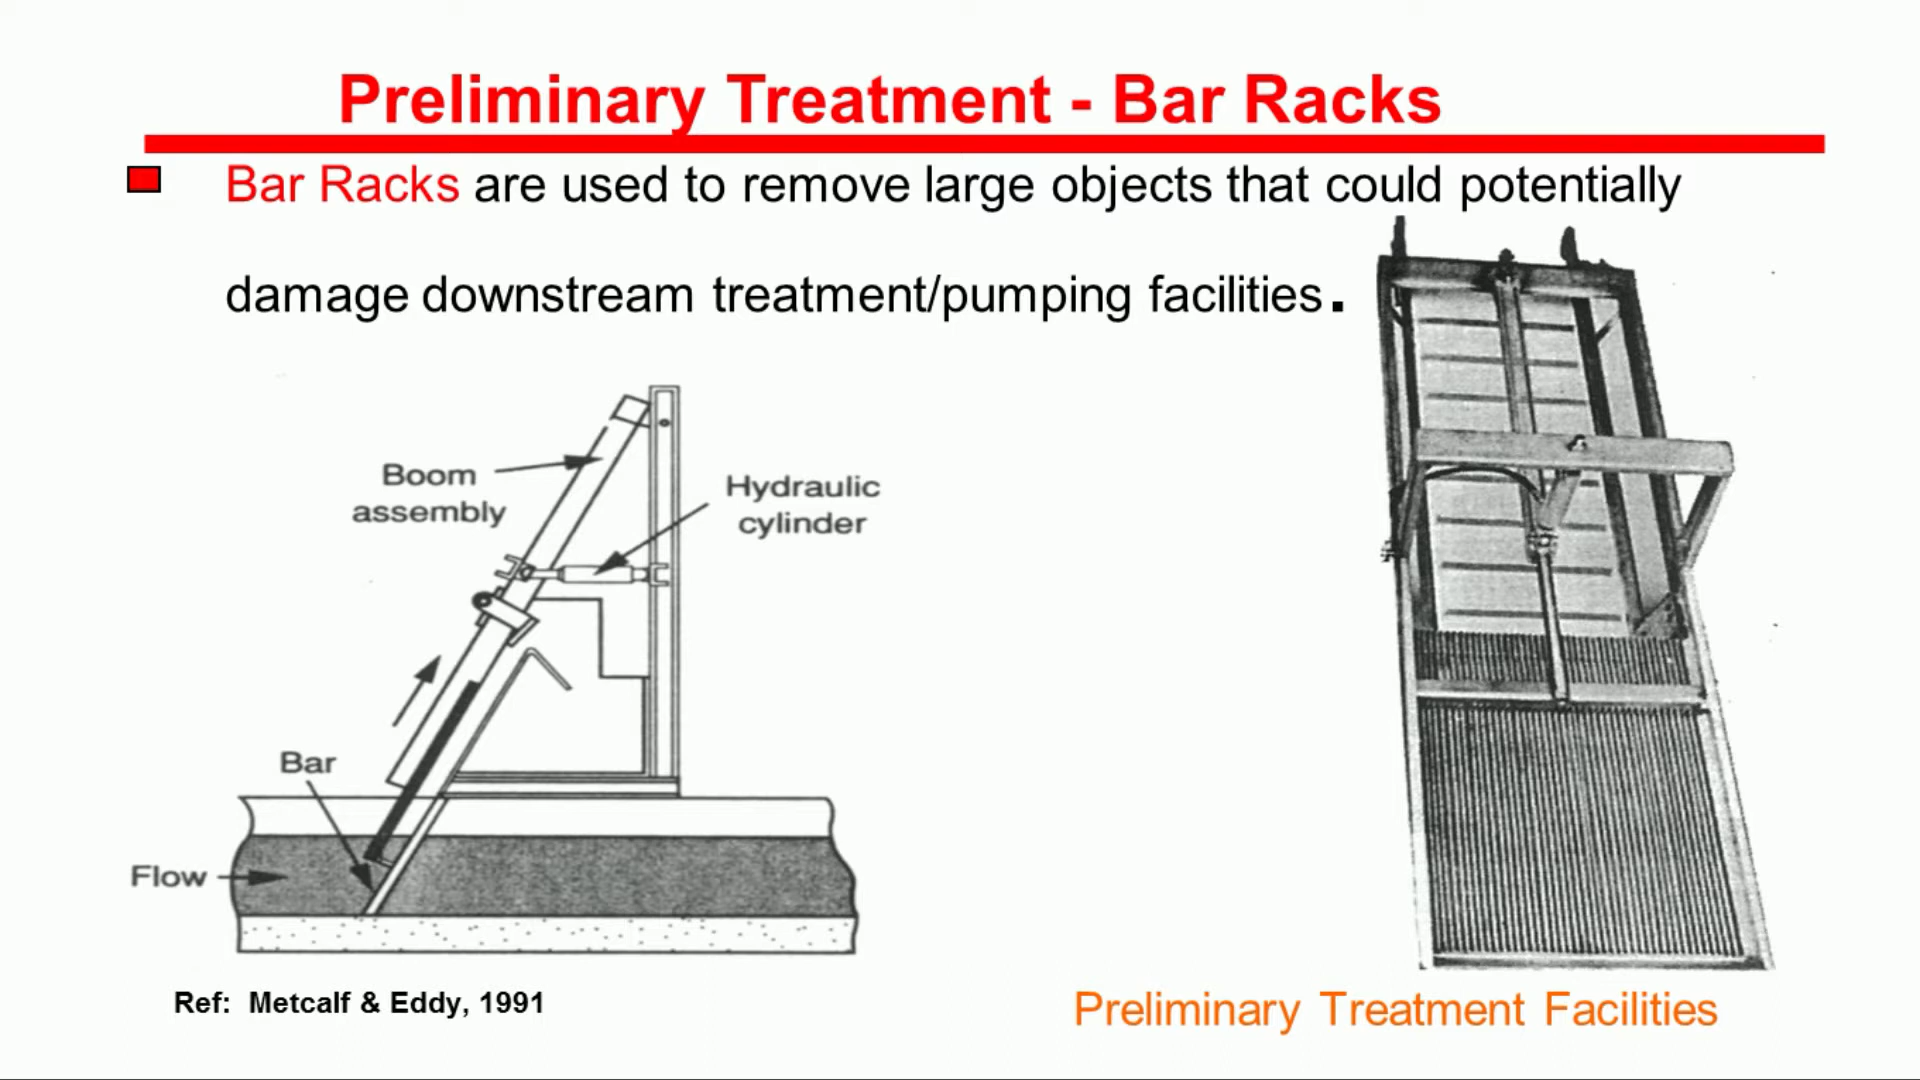 Preliminary Treatment - Bar Racks
Bar Racks are used to remove large objects that could potentially
damage downstream treatment/pumping facilities.
Boom
assembly
Hydraulic
cylinder
Bar
Flow
Ref: Metcalf & Eddy, 1991
Preliminary Treatment Facilities